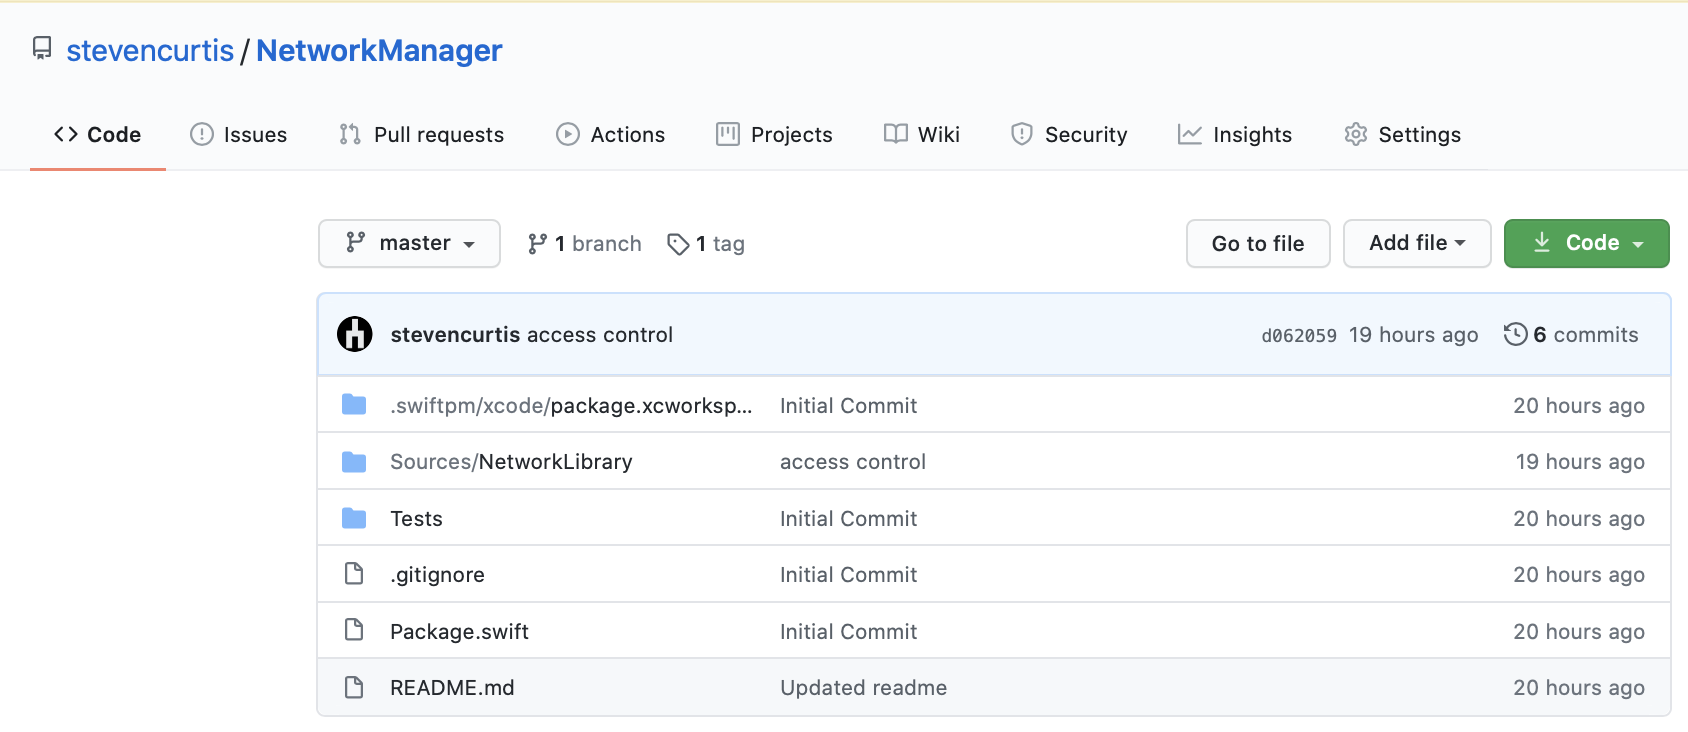 stevencurtis / NetworkManager
<> Code Issues Pull requests Actions Projects Wiki Security Insights Settings
master 1 branch 1 tag Go to file Add file Code
stevencurtis access control d062059 19 hours ago 6 commits
.swiftpm/xcode/package.xcworksp... Initial Commit 20 hours ago
Sources/NetworkLibrary access control 19 hours ago
Tests Initial Commit 20 hours ago
.gitignore Initial Commit 20 hours ago
Package.swift Initial Commit 20 hours ago
README.md Updated readme 20 hours ago